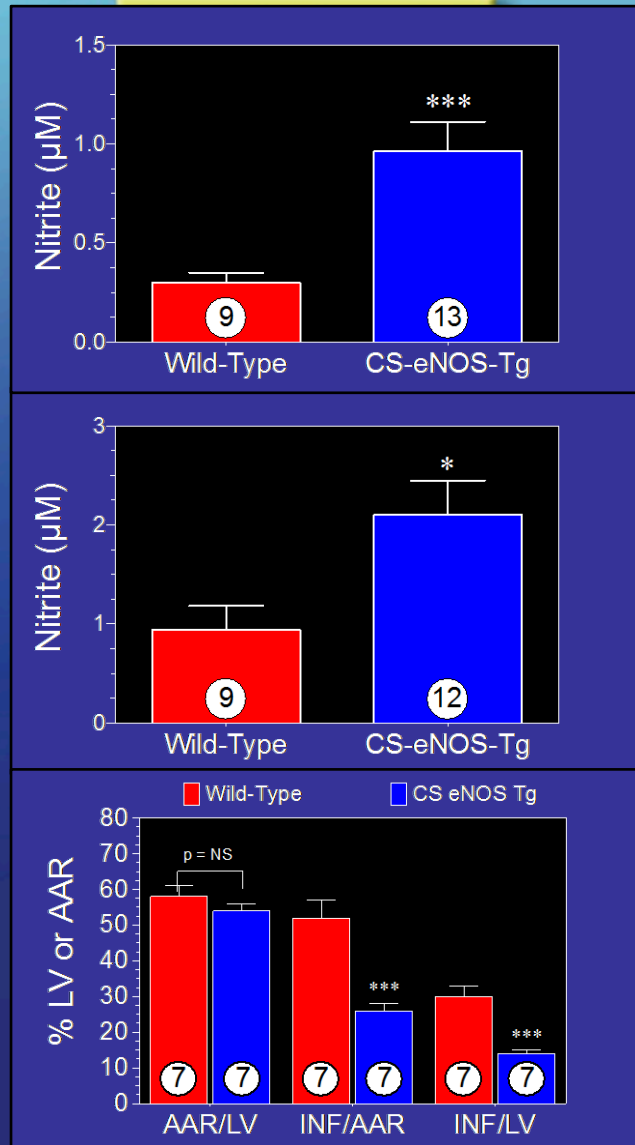 1.5
***
1.0
Nitrite (µM)
0.5
9
13
0.0
Wild-Type
CS-eNOS-Tg
3
*
2
Nitrite (µM)
1
9
12
0
Wild-Type
CS-eNOS-Tg
Wild-Type
CS eNOS Tg
80
70
p = NS
60
50
% LV or AAR
40
30
***
20
***
10
7
7
7
7
7
7
0
AAR/LV
INF/AAR
INF/LV